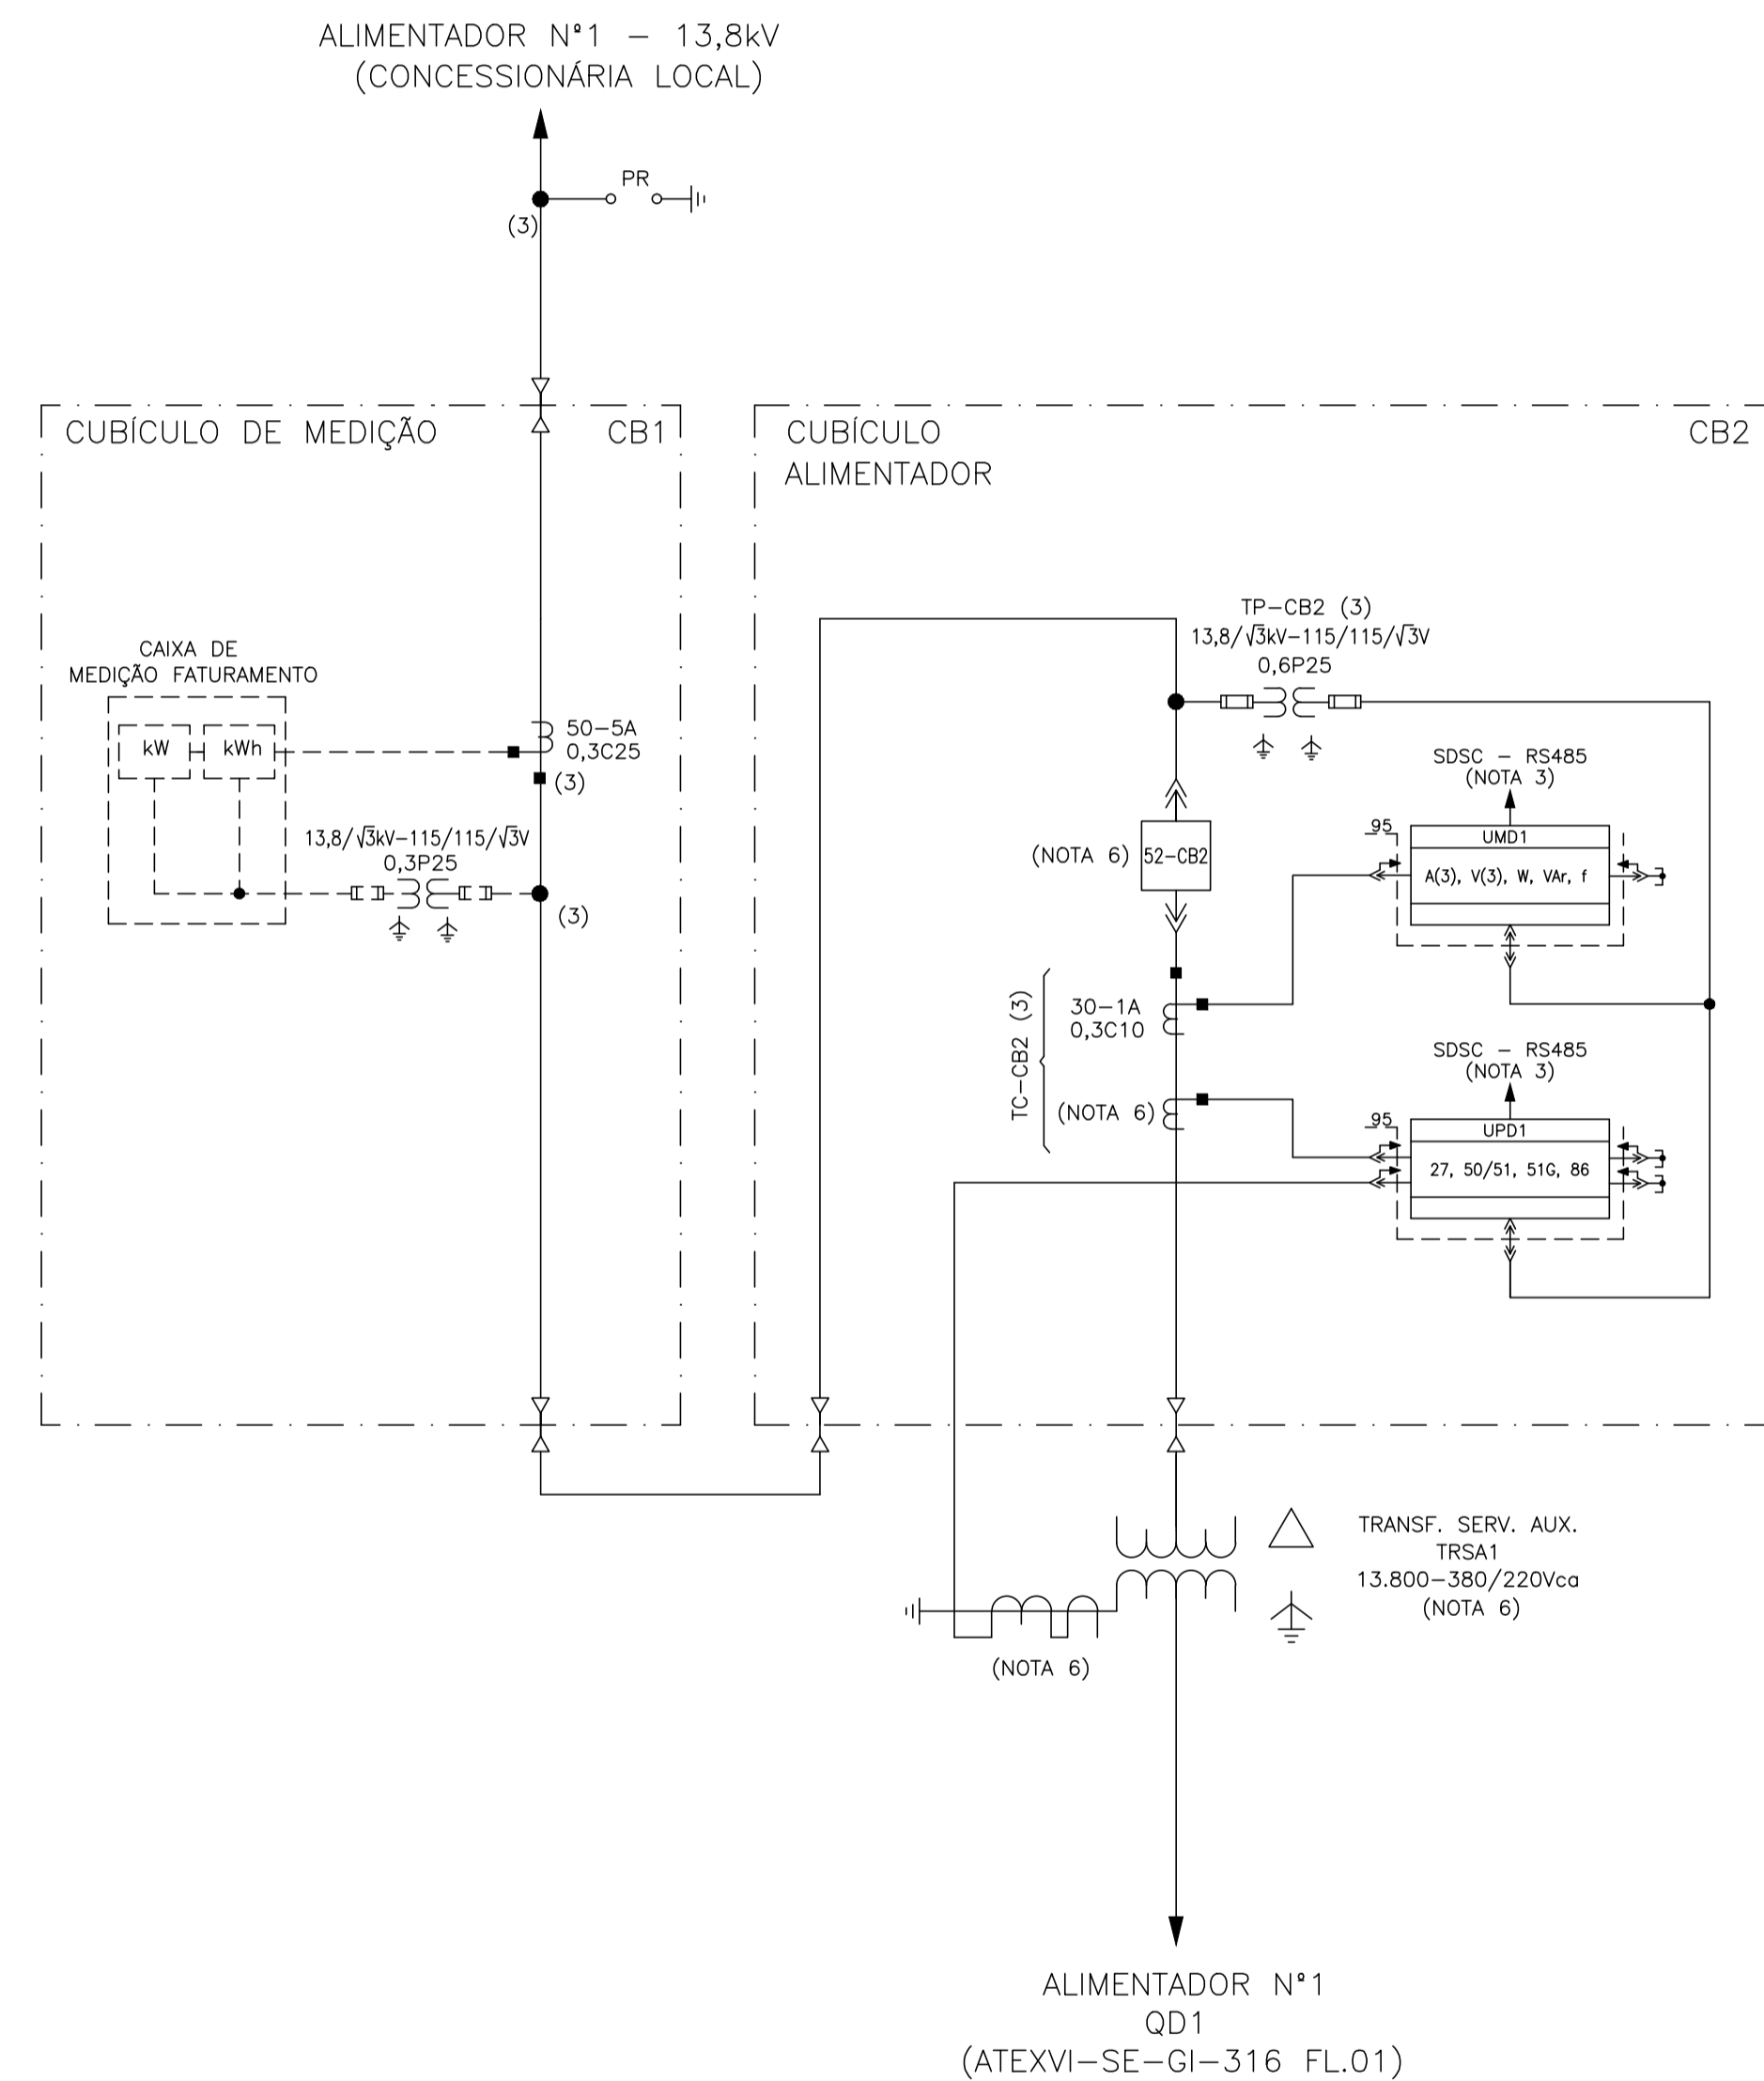 ALIMENTADOR Nº1 – 13,8kV
(CONCESSIONÁRIA LOCAL)
PR
(3)
CUBÍCULO DE MEDIÇÃO
CB1
CAIXA DE
MEDIÇÃO FATURAMENTO
kW
kWh
50–5A
0,3C25
(3)
13,8/√3kV–115/115/√3V
0,3P25
(3)
CUBÍCULO
ALIMENTADOR
CB2
TP–CB2 (3)
13,8/√3kV–115/115/√3V
0,6P25
SDSC – RS485
(NOTA 3)
95
UMD1
A(3), V(3), W, VAr, f
(NOTA 6)
52–CB2
TC–CB2 (3)
30–1A
0,3C10
(NOTA 6)
SDSC – RS485
(NOTA 3)
95
UPD1
27, 50/51, 51G, 86
TRANSF. SERV. AUX.
TRSA1
13.800–380/220Vca
(NOTA 6)
(NOTA 6)
ALIMENTADOR Nº1
QD1
(ATEXVI–SE–GI–316 FL.01)